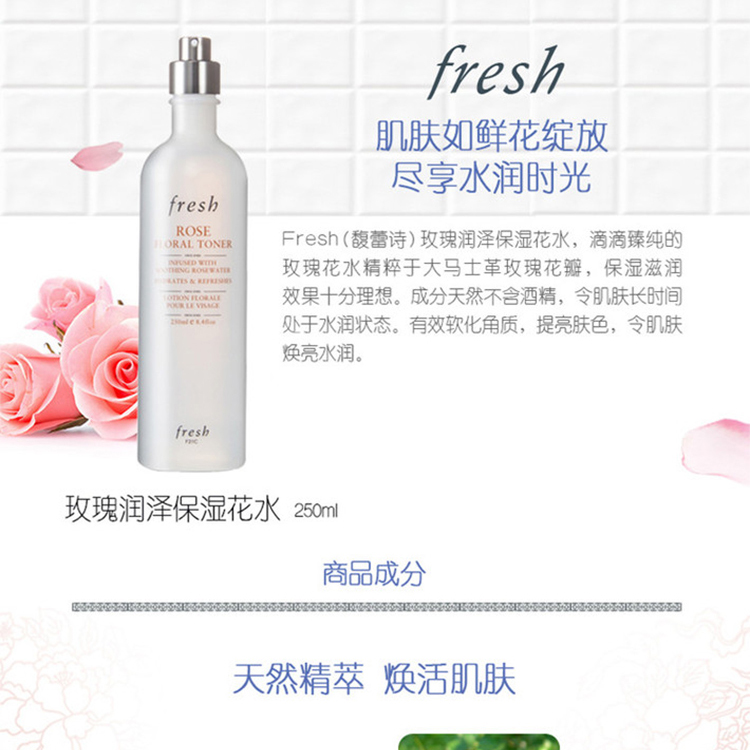 fresh
肌肤如鲜花绽放
尽享水润时光
fresh
ROSE
FLORAL TONER
INFUSED WITH
SOOTHING ROSEWATER
HYDRATES & REFRESHES
LOTION FLORALE
POUR LE VISAGE
250ml e 8.4fl oz
fresh
Fresh(馥蕾诗)玫瑰润泽保湿花水，滴滴臻纯的
玫瑰花水精粹于大马士革玫瑰花瓣，保湿滋润
效果十分理想。成分天然不含酒精，令肌肤长时间
处于水润状态。有效软化角质，提亮肤色，令肌肤
焕亮水润。
玫瑰润泽保湿花水 250ml
商品成分
天然精萃 焕活肌肤